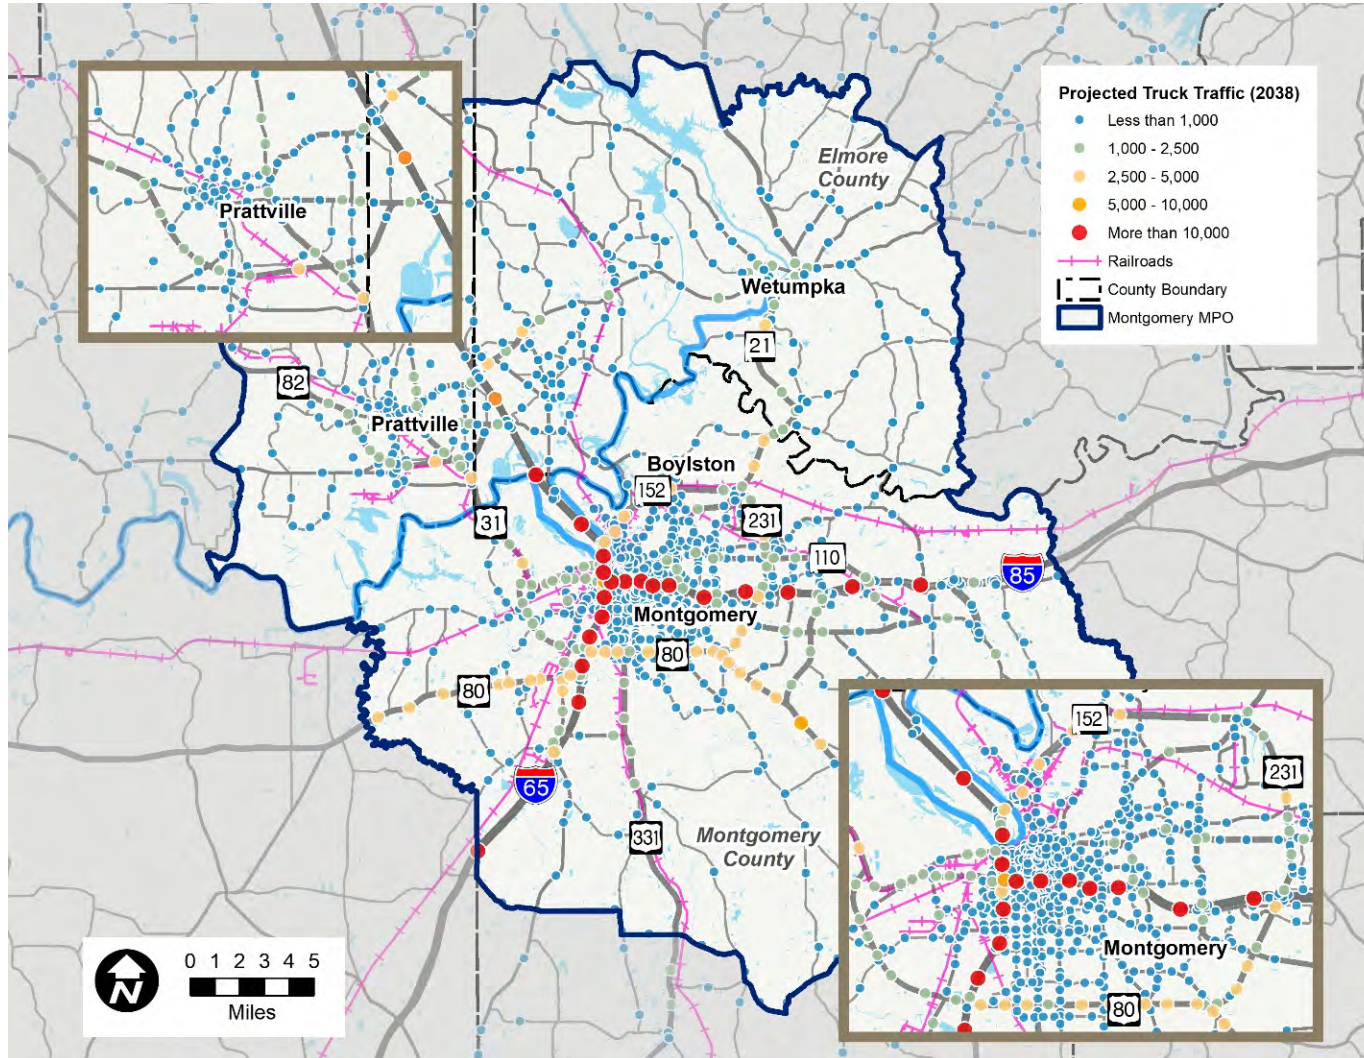 Projected Truck Traffic (2038)
Less than 1,000
1,000 - 2,500
2,500 - 5,000
5,000 - 10,000
More than 10,000
Railroads
County Boundary
Montgomery MPO
Prattville
Elmore
County
Wetumpka
21
82
Prattville
Boylston
152
31
231
110
85
Montgomery
80
80
65
331
Montgomery
County
152
231
Montgomery
80
N
0 1 2 3 4 5
Miles